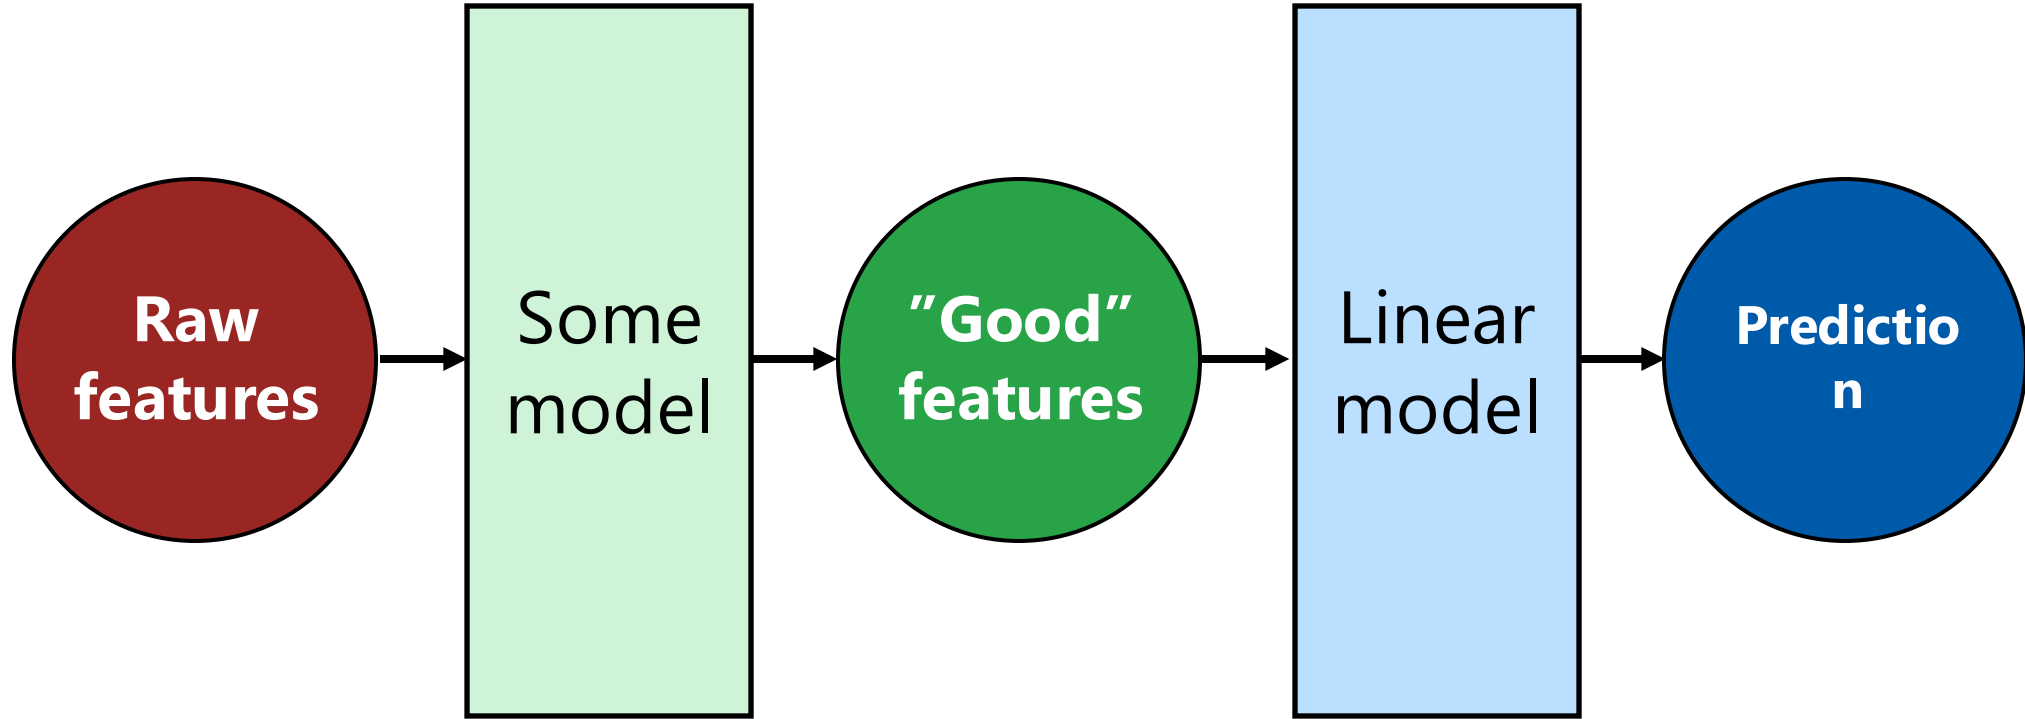 Raw
features
Some
model
”Good”
features
Linear
model
Predictio
n